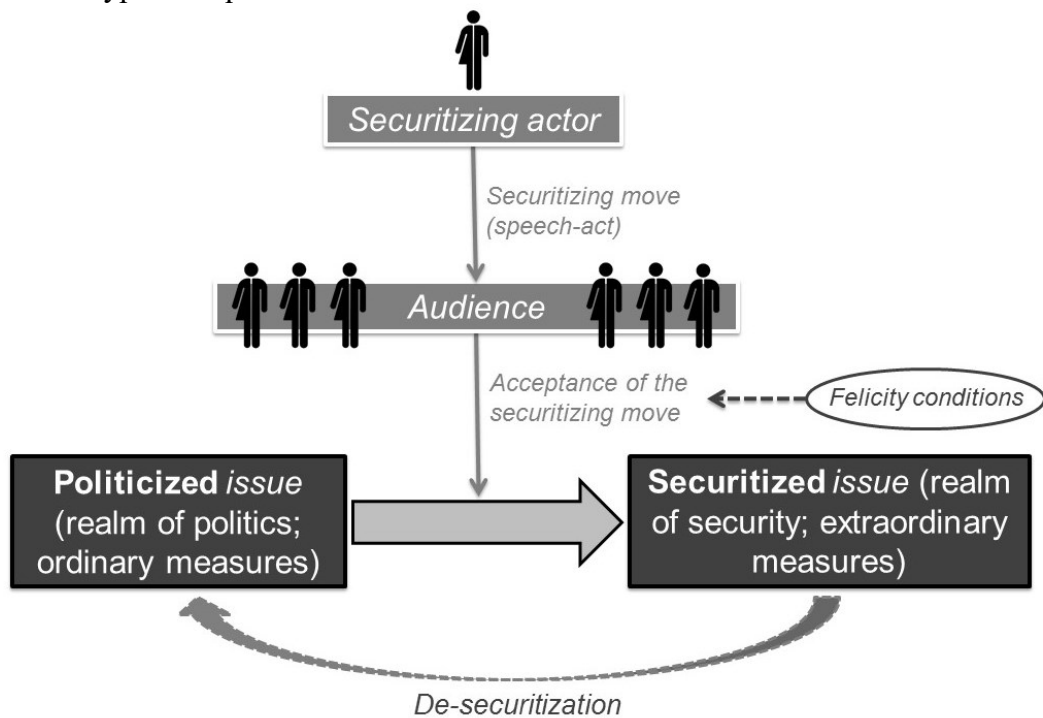 Securitizing actor
Securitizing move
(speech-act)
Audience
Acceptance of the
securitizing move
Felicity conditions
Politicized issue
(realm of politics;
ordinary measures)
Securitized issue (realm
of security; extraordinary
measures)
De-securitization